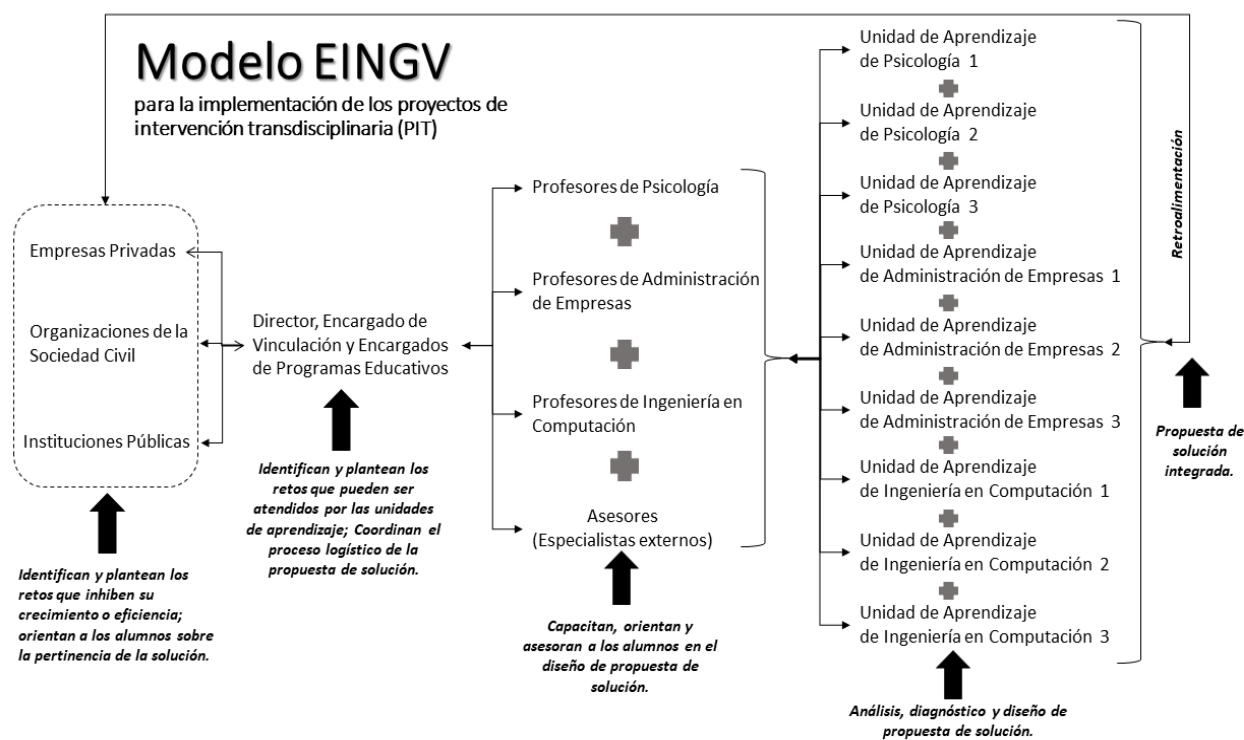 Modelo EINGV
para la implementación de los proyectos de
intervención transdisciplinaria (PIT)
Empresas Privadas
Organizaciones de la
Sociedad Civil
Instituciones Públicas
Identifican y plantean los
retos que inhiben su
crecimiento o eficiencia;
orientan a los alumnos sobre
la pertinencia de la solución.
Director, Encargado de
Vinculación y Encargados
de Programas Educativos
Identifican y plantean los
retos que pueden ser
atendidos por las unidades
de aprendizaje; Coordinan el
proceso logístico de la
propuesta de solución.
Profesores de Psicología
Profesores de Administración
de Empresas
Profesores de Ingeniería en
Computación
Asesores
(Especialistas externos)
Capacitan, orientan y
asesoran a los alumnos en el
diseño de propuesta de
solución.
Unidad de Aprendizaje
de Psicología 1
Unidad de Aprendizaje
de Psicología 2
Unidad de Aprendizaje
de Psicología 3
Unidad de Aprendizaje
de Administración de Empresas 1
Unidad de Aprendizaje
de Administración de Empresas 2
Unidad de Aprendizaje
de Administración de Empresas 3
Unidad de Aprendizaje
de Ingeniería en Computación 1
Unidad de Aprendizaje
de Ingeniería en Computación 2
Unidad de Aprendizaje
de Ingeniería en Computación 3
Análisis, diagnóstico y diseño de
propuesta de solución.
Retroalimentación
Propuesta de
solución
integrada.